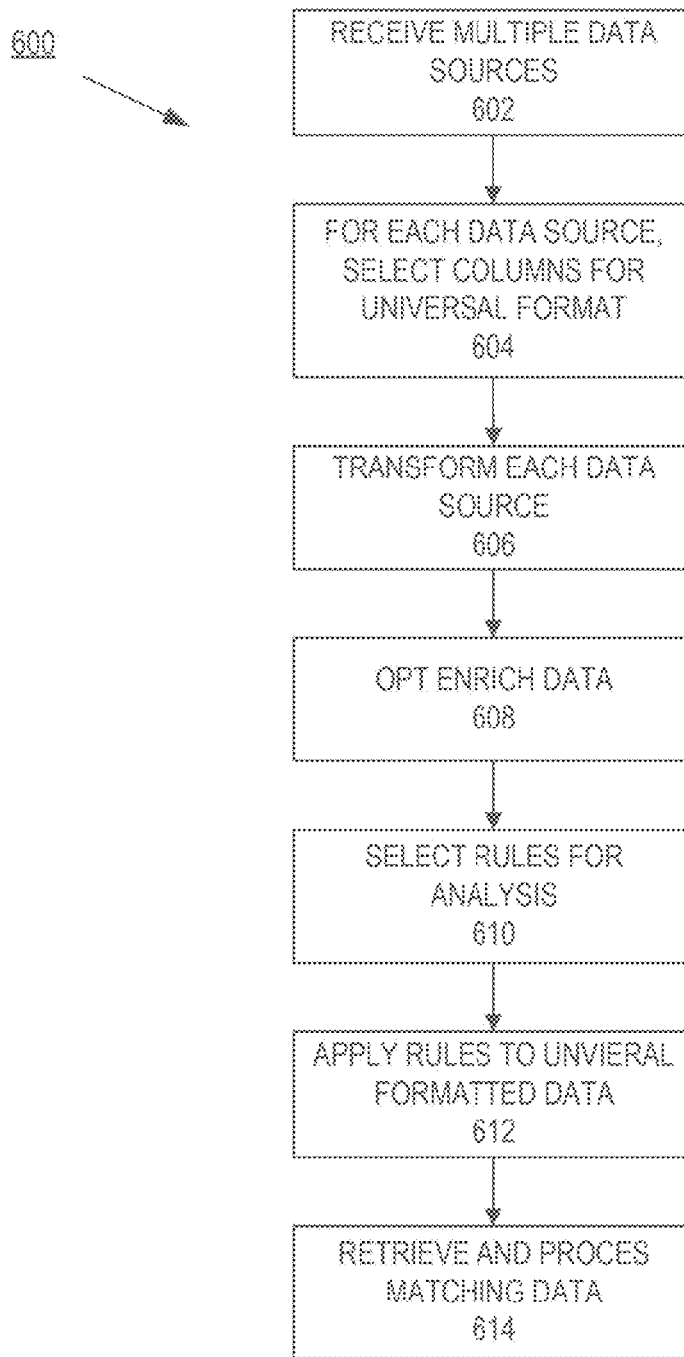 600
RECEIVE MULTIPLE DATA
SOURCES
602
FOR EACH DATA SOURCE,
SELECT COLUMNS FOR
UNIVERSAL FORMAT
604
TRANSFORM EACH DATA
SOURCE
606
OPT ENRICH DATA
608
SELECT RULES FOR
ANALYSIS
610
APPLY RULES TO UNVIERAL
FORMATTED DATA
612
RETRIEVE AND PROCES
MATCHING DATA
614